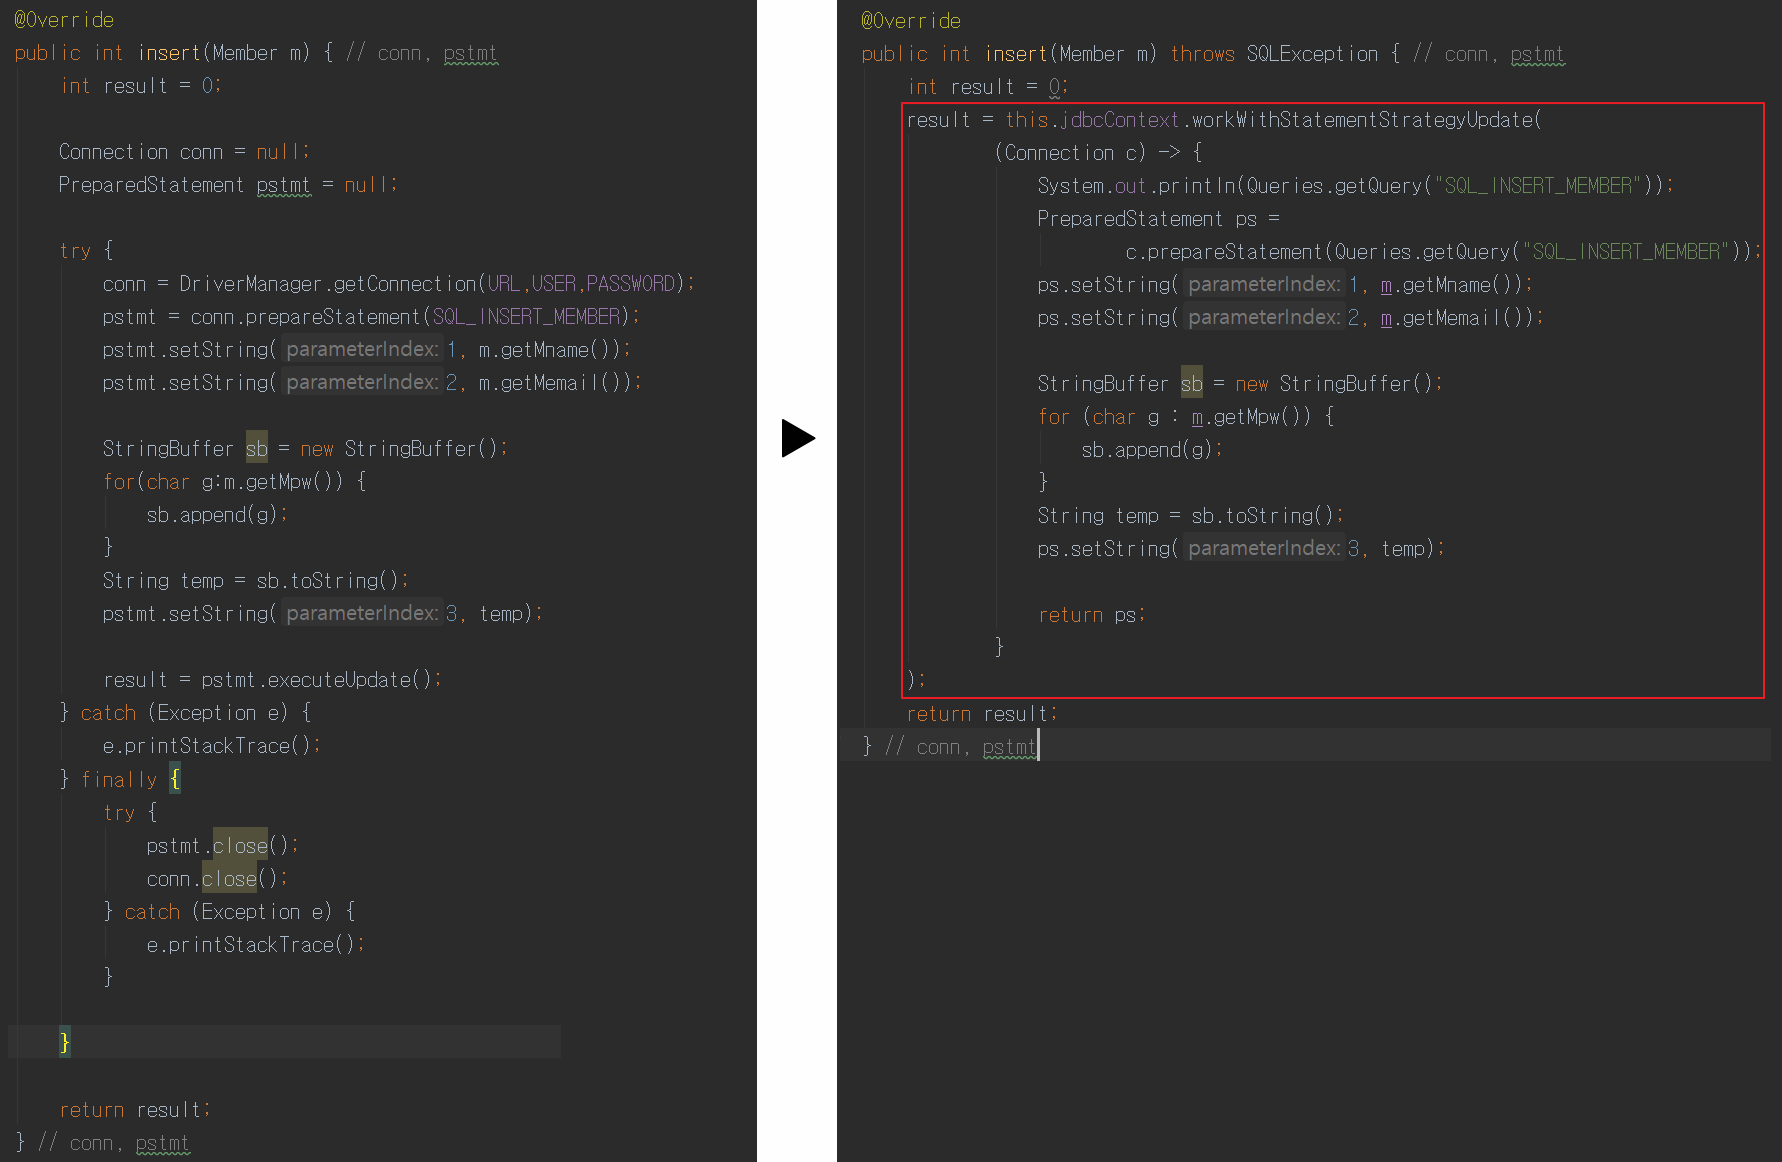 @Override
public int insert(Member m) { // conn, pstmt
int result = 0;
Connection conn = null;
PreparedStatement pstmt = null;
try {
conn = DriverManager.getConnection(URL,USER,PASSWORD);
pstmt = conn.prepareStatement(SQL_INSERT_MEMBER);
pstmt.setString( parameterIndex: 1, m.getMname());
pstmt.setString( parameterIndex: 2, m.getMemail());
StringBuffer sb = new StringBuffer();
for(char g:m.getMpw()) {
sb.append(g);
}
String temp = sb.toString();
pstmt.setString( parameterIndex: 3, temp);
result = pstmt.executeUpdate();
} catch (Exception e) {
e.printStackTrace();
} finally {
try {
pstmt.close();
conn.close();
} catch (Exception e) {
e.printStackTrace();
}
}
return result;
} // conn, pstmt
@Override
public int insert(Member m) throws SQLException { // conn, pstmt
int result = 0;
result = this.jdbcContext.workWithStatementStrategyUpdate(
(Connection c) -> {
System.out.println(Queries.getQuery("SQL_INSERT_MEMBER"));
PreparedStatement ps =
c.prepareStatement(Queries.getQuery("SQL_INSERT_MEMBER"));
ps.setString( parameterIndex: 1, m.getMname());
ps.setString( parameterIndex: 2, m.getMemail());
StringBuffer sb = new StringBuffer();
for (char g : m.getMpw()) {
sb.append(g);
}
String temp = sb.toString();
ps.setString( parameterIndex: 3, temp);
return ps;
}
);
return result;
} // conn, pstmt